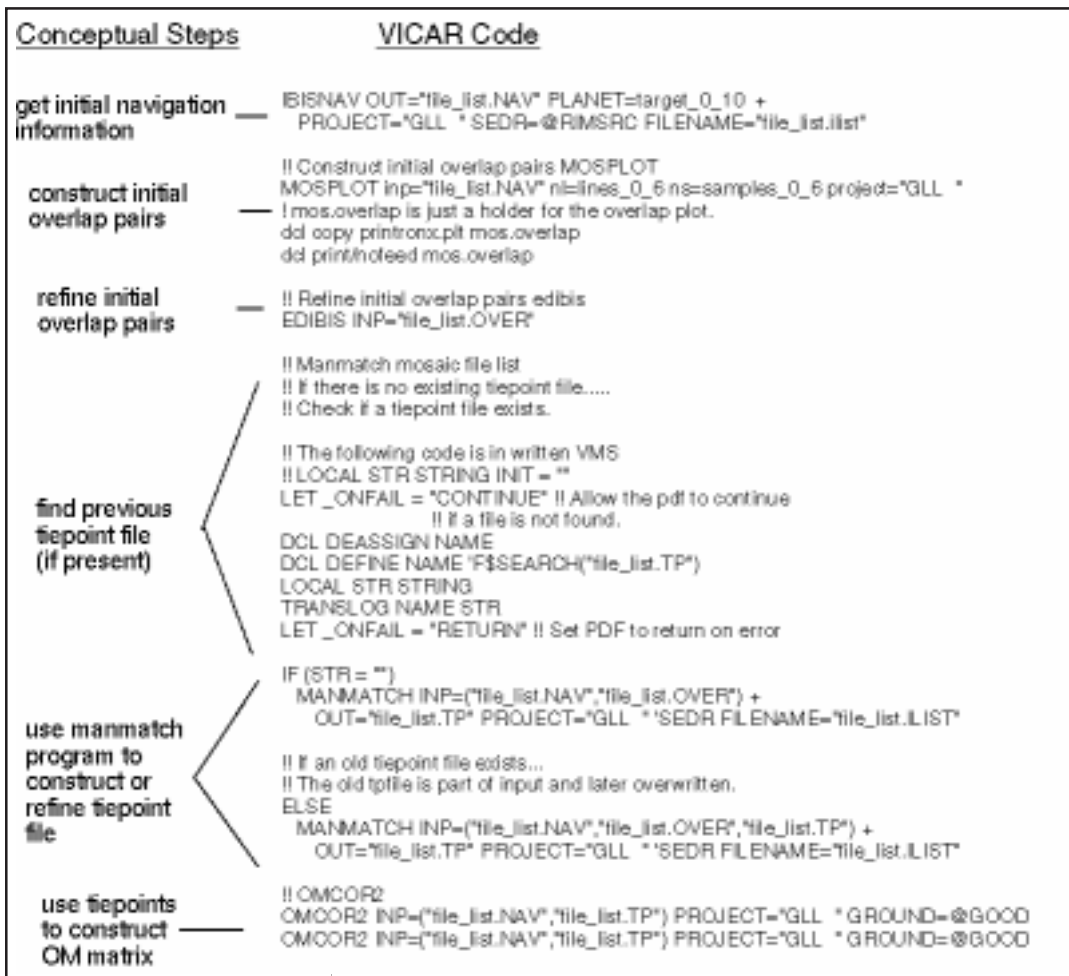 Conceptual Steps VICAR Code
get initial navigation information
IBISNAV OUT="file_list.NAV" PLANET=target_0_10 +
PROJECT="GLL " SEDR=@RIMSRC FILENAME="file_list.ilist"
construct initial overlap pairs
!! Construct initial overlap pairs MOSPLOT
MOSPLOT inp="file_list.NAV" nl=lines_0_6 ns=samples_0_6 project="GLL "
! mos.overlap is just a holder for the overlap plot.
dcl copy printronx.plt mos.overlap
dcl print/nofeed mos.overlap
refine initial overlap pairs
!! Refine initial overlap pairs edibis
EDIBIS INP="file_list.OVER"
find previous tiepoint file (if present)
!! Manmatch mosaic file list
!! If there is no existing tiepoint file.....
!! Check if a tiepoint file exists.
!! The following code is in written VMS
!! LOCAL STR STRING INIT = ""
LET _ONFAIL = "CONTINUE" !! Allow the pdf to continue
!! if a file is not found.
DCL DEASSIGN NAME
DCL DEFINE NAME 'F$SEARCH("file_list.TP")
LOCAL STR STRING
TRANSLOG NAME STR
LET _ONFAIL = "RETURN" !! Set PDF to return on error
use manmatch program to construct or refine tiepoint file
IF (STR = "")
MANMATCH INP=("file_list.NAV","file_list.OVER") +
OUT="file_list.TP" PROJECT="GLL " 'SEDR FILENAME="file_list.ILIST"
!! If an old tiepoint file exists...
!! The old tpfile is part of input and later overwritten.
ELSE
MANMATCH INP=("file_list.NAV","file_list.OVER","file_list.TP") +
OUT="file_list.TP" PROJECT="GLL " 'SEDR FILENAME="file_list.ILIST"
use tiepoints to construct OM matrix
!! OMCOR2
OMCOR2 INP=("file_list.NAV","file_list.TP") PROJECT="GLL " GROUND=@GOOD
OMCOR2 INP=("file_list.NAV","file_list.TP") PROJECT="GLL " GROUND=@GOOD